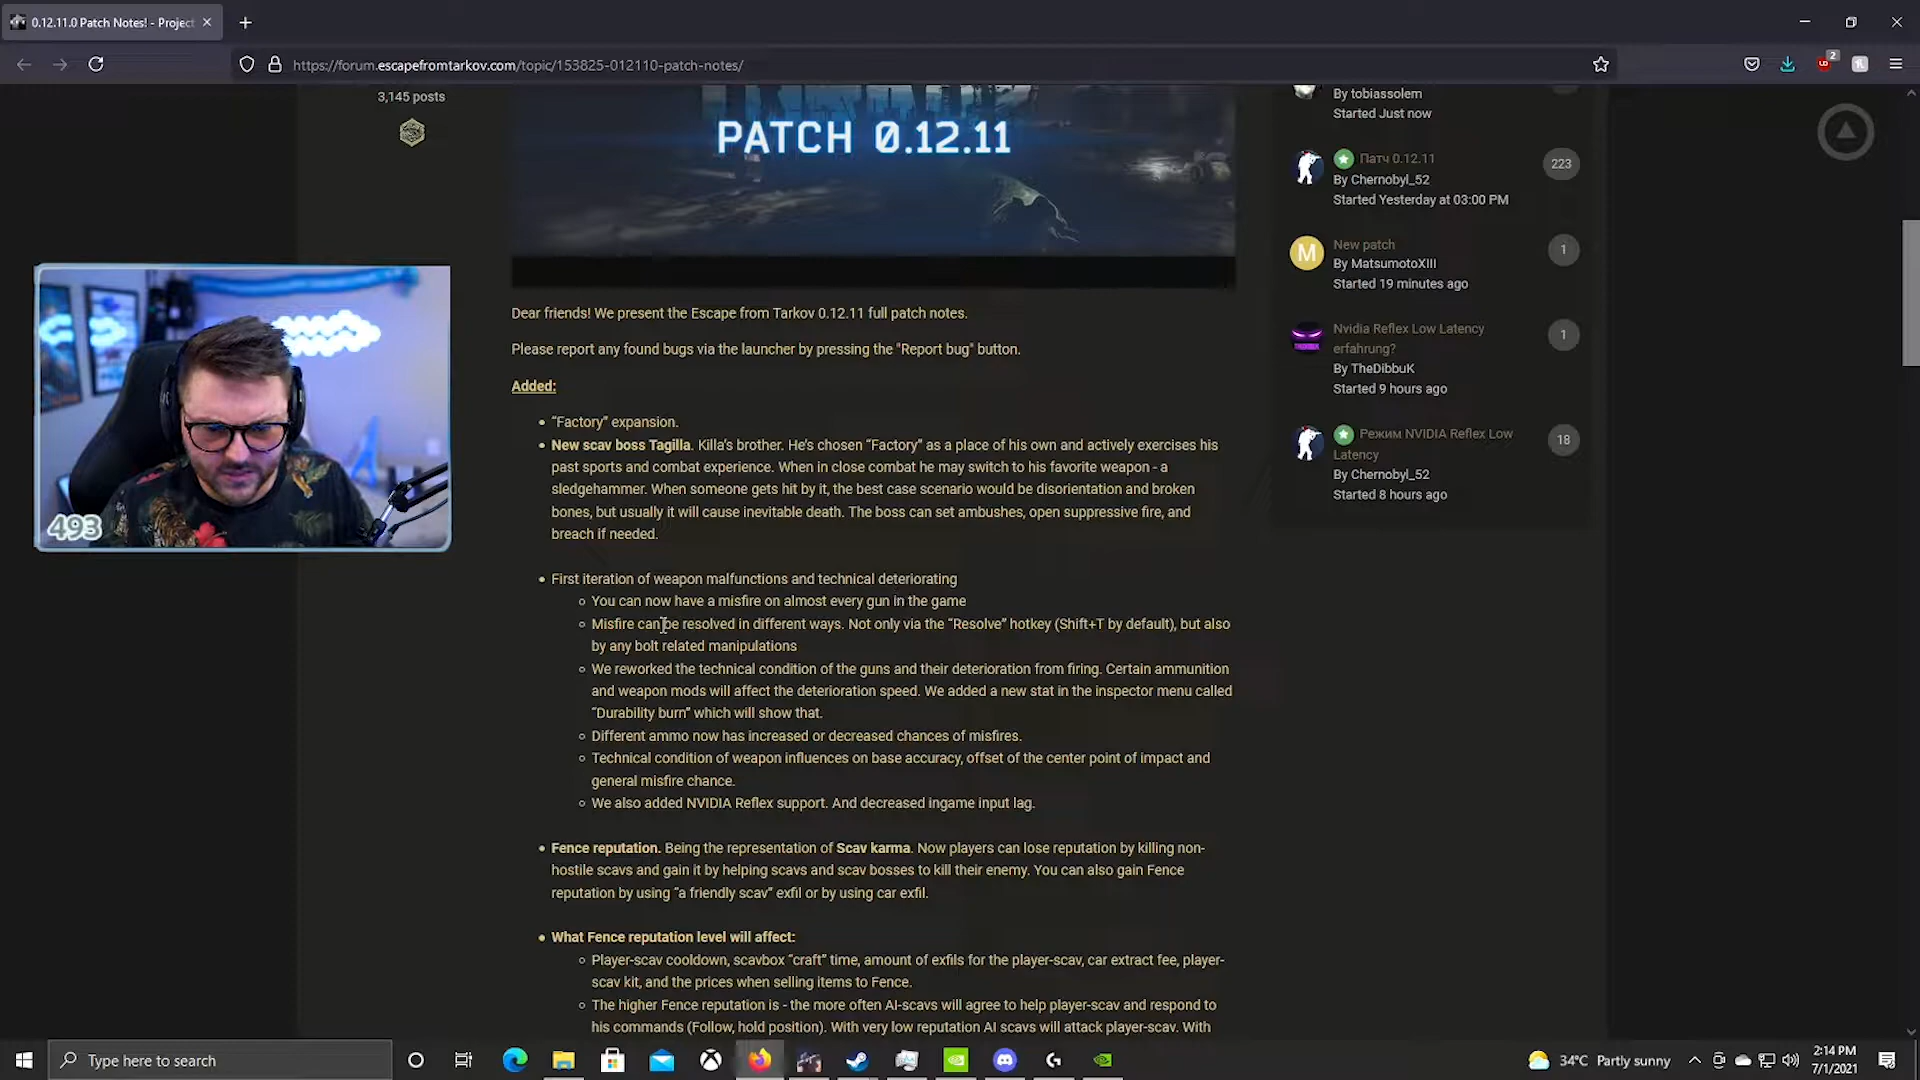 0.12.11.0 Patch Notes! - Project
https://forum.escapefromtarkov.com/topic/153825-012110-patch-notes/
2
3,145 posts
PATCH 0.12.11
Dear friends! We present the Escape from Tarkov 0.12.11 full patch notes.
Please report any found bugs via the launcher by pressing the "Report bug" button.
Added:
• “Factory” expansion.
• New scav boss Tagilla. Killa’s brother. He’s chosen “Factory” as a place of his own and actively exercises his
past sports and combat experience. When in close combat he may switch to his favorite weapon - a
sledgehammer. When someone gets hit by it, the best case scenario would be disorientation and broken
bones, but usually it will cause inevitable death. The boss can set ambushes, open suppressive fire, and
breach if needed.
• First iteration of weapon malfunctions and technical deteriorating
○ You can now have a misfire on almost every gun in the game
○ Misfire can be resolved in different ways. Not only via the “Resolve” hotkey (Shift+T by default), but also
by any bolt related manipulations
○ We reworked the technical condition of the guns and their deterioration from firing. Certain ammunition
and weapon mods will affect the deterioration speed. We added a new stat in the inspector menu called
“Durability burn” which will show that.
○ Different ammo now has increased or decreased chances of misfires.
○ Technical condition of weapon influences on base accuracy, offset of the center point of impact and
general misfire chance.
○ We also added NVIDIA Reflex support. And decreased ingame input lag.
• Fence reputation. Being the representation of Scav karma. Now players can lose reputation by killing non-
hostile scavs and gain it by helping scavs and scav bosses to kill their enemy. You can also gain Fence
reputation by using “a friendly scav” exfil or by using car exfil.
• What Fence reputation level will affect:
○ Player-scav cooldown, scavbox “craft” time, amount of exfils for the player-scav, car extract fee, player-
scav kit, and the prices when selling items to Fence.
○ The higher Fence reputation is - the more often AI-scavs will agree to help player-scav and respond to
his commands (Follow, hold position). With very low reputation AI scavs will attack player-scav. With
By tobiassolem
Started Just now
Патч 0.12.11
223
By Chernobyl_52
Started Yesterday at 03:00 PM
M
New patch
1
By MatsumotoXIII
Started 19 minutes ago
Nvidia Reflex Low Latency
erfahrung?
1
By TheDibbuK
Started 9 hours ago
Режим NVIDIA Reflex Low
Latency
18
By Chernobyl_52
Started 8 hours ago
493
Type here to search
34°C Partly sunny
2:14 PM
7/1/2021